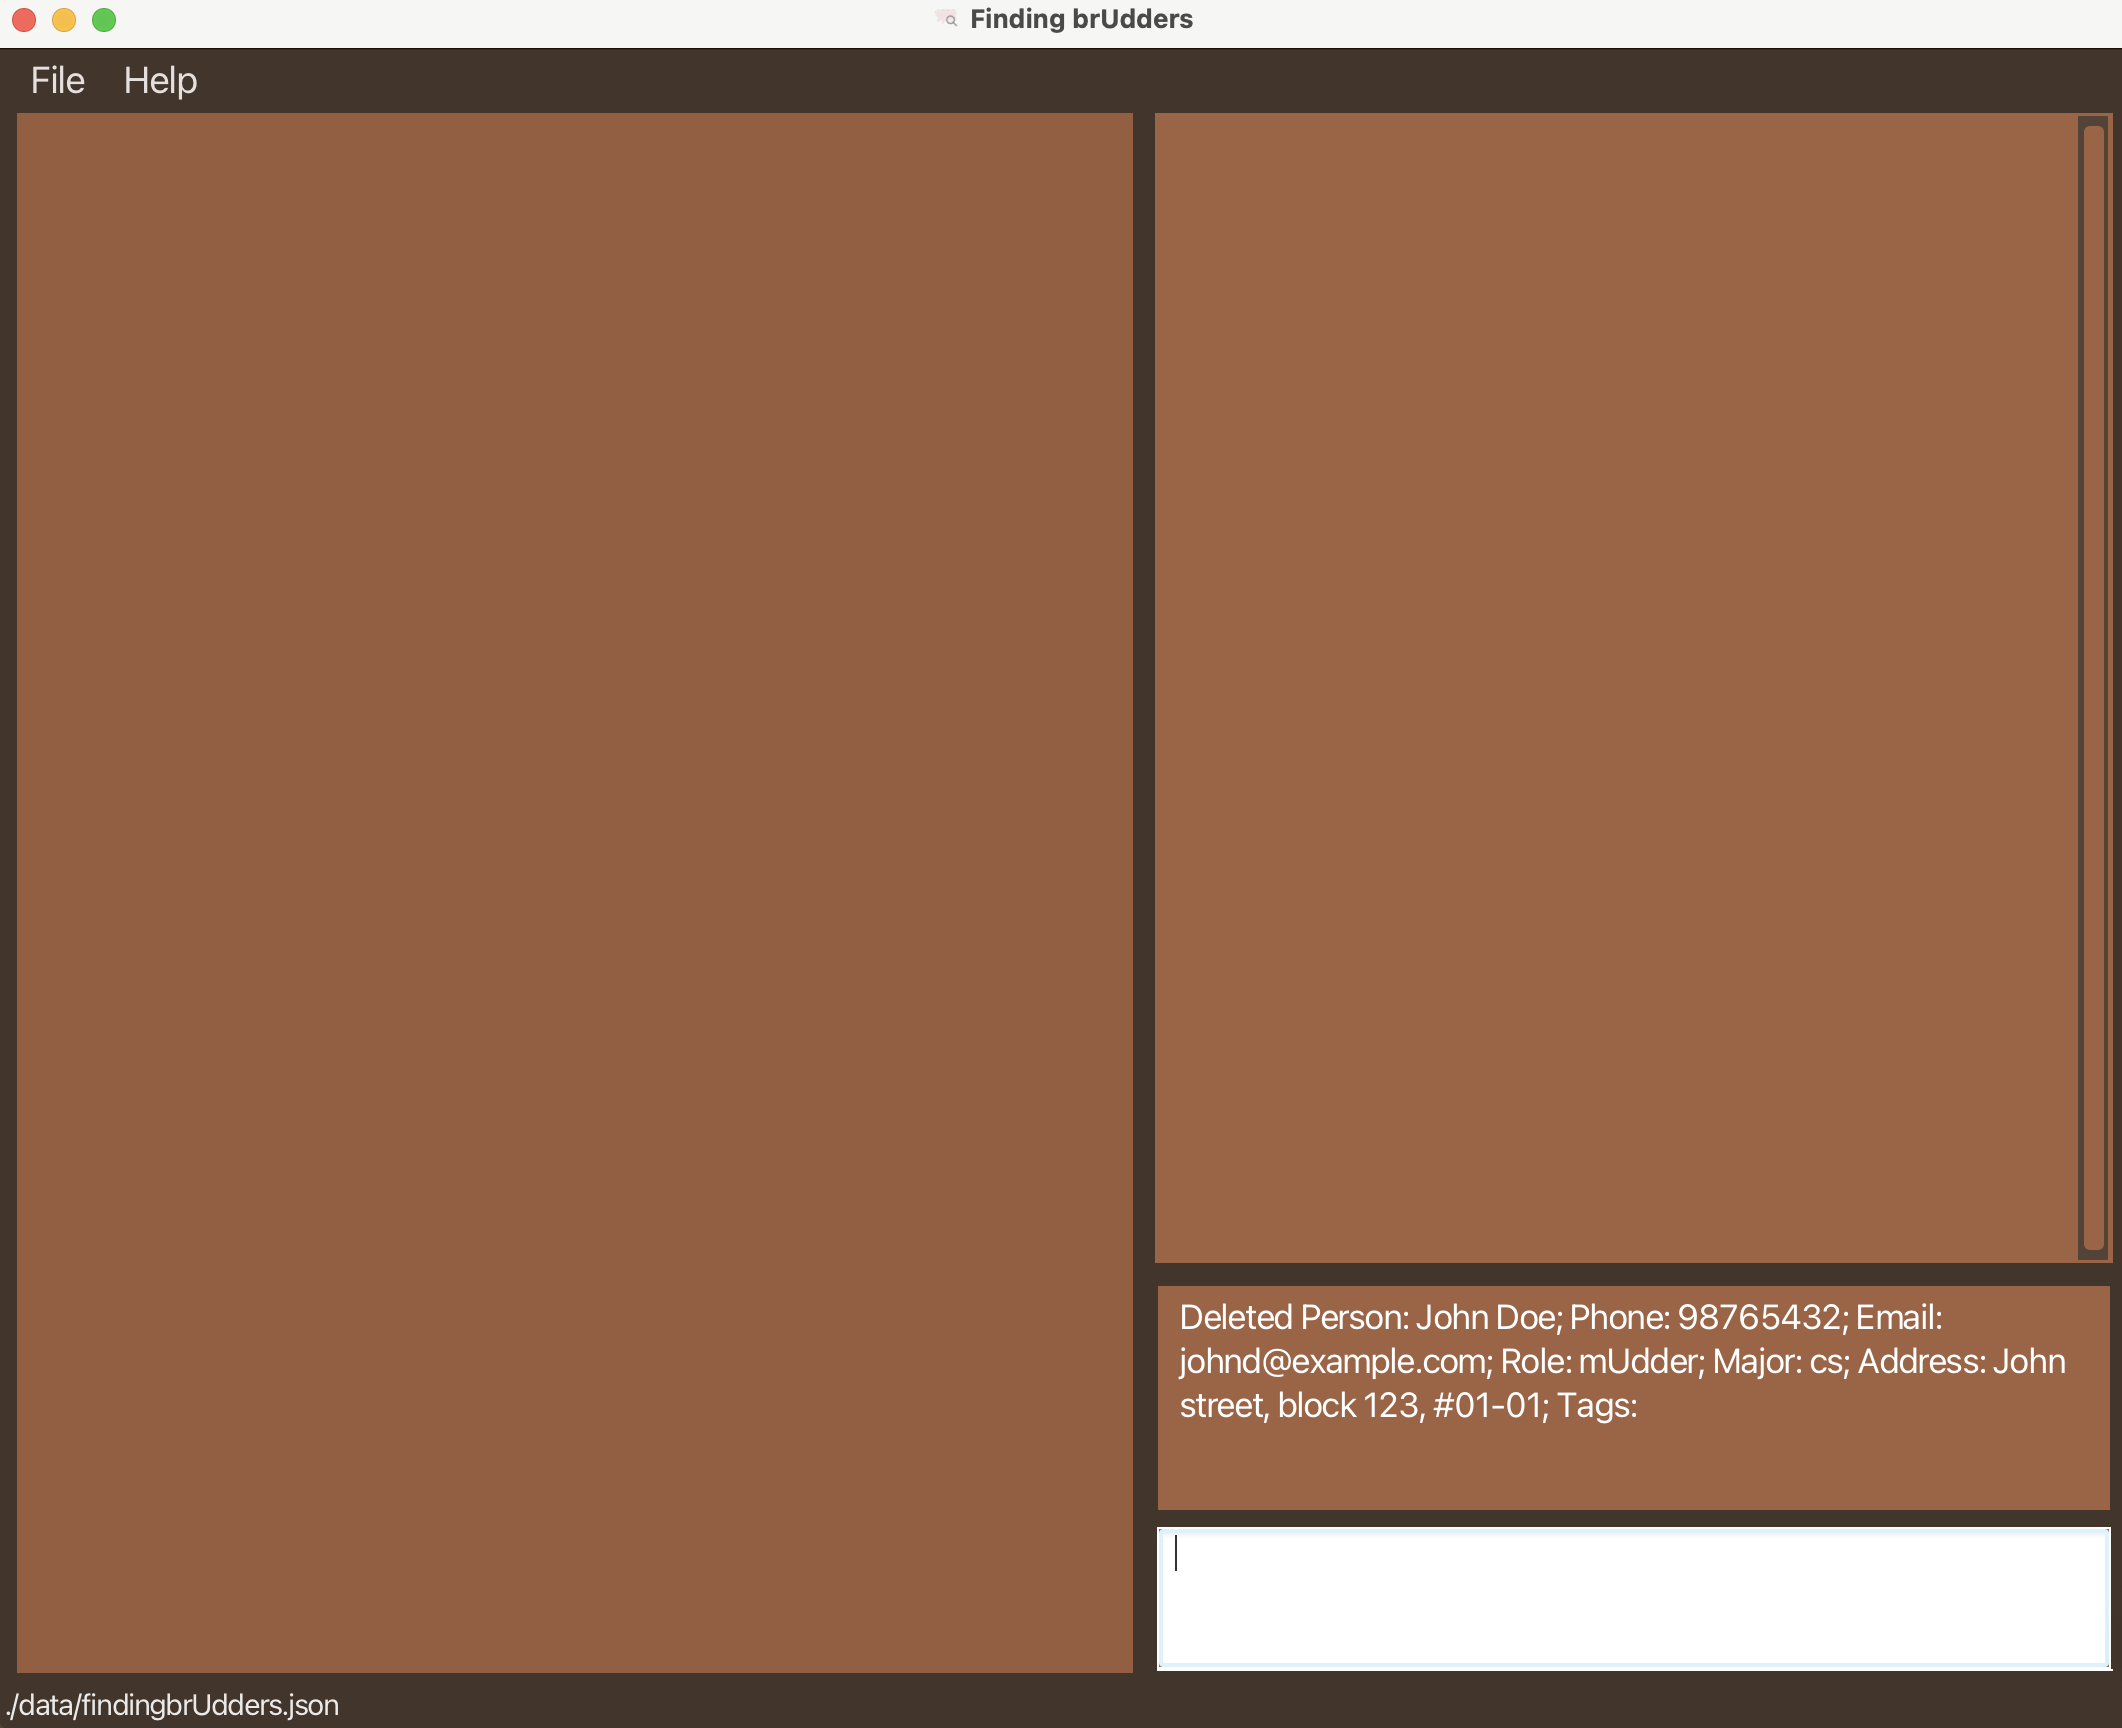 Finding brUdders
File Help
Deleted Person: John Doe; Phone: 98765432; Email:
johnd@example.com; Role: mUdder; Major: cs; Address: John
street, block 123, #01-01; Tags:
./data/findingbrUdders.json